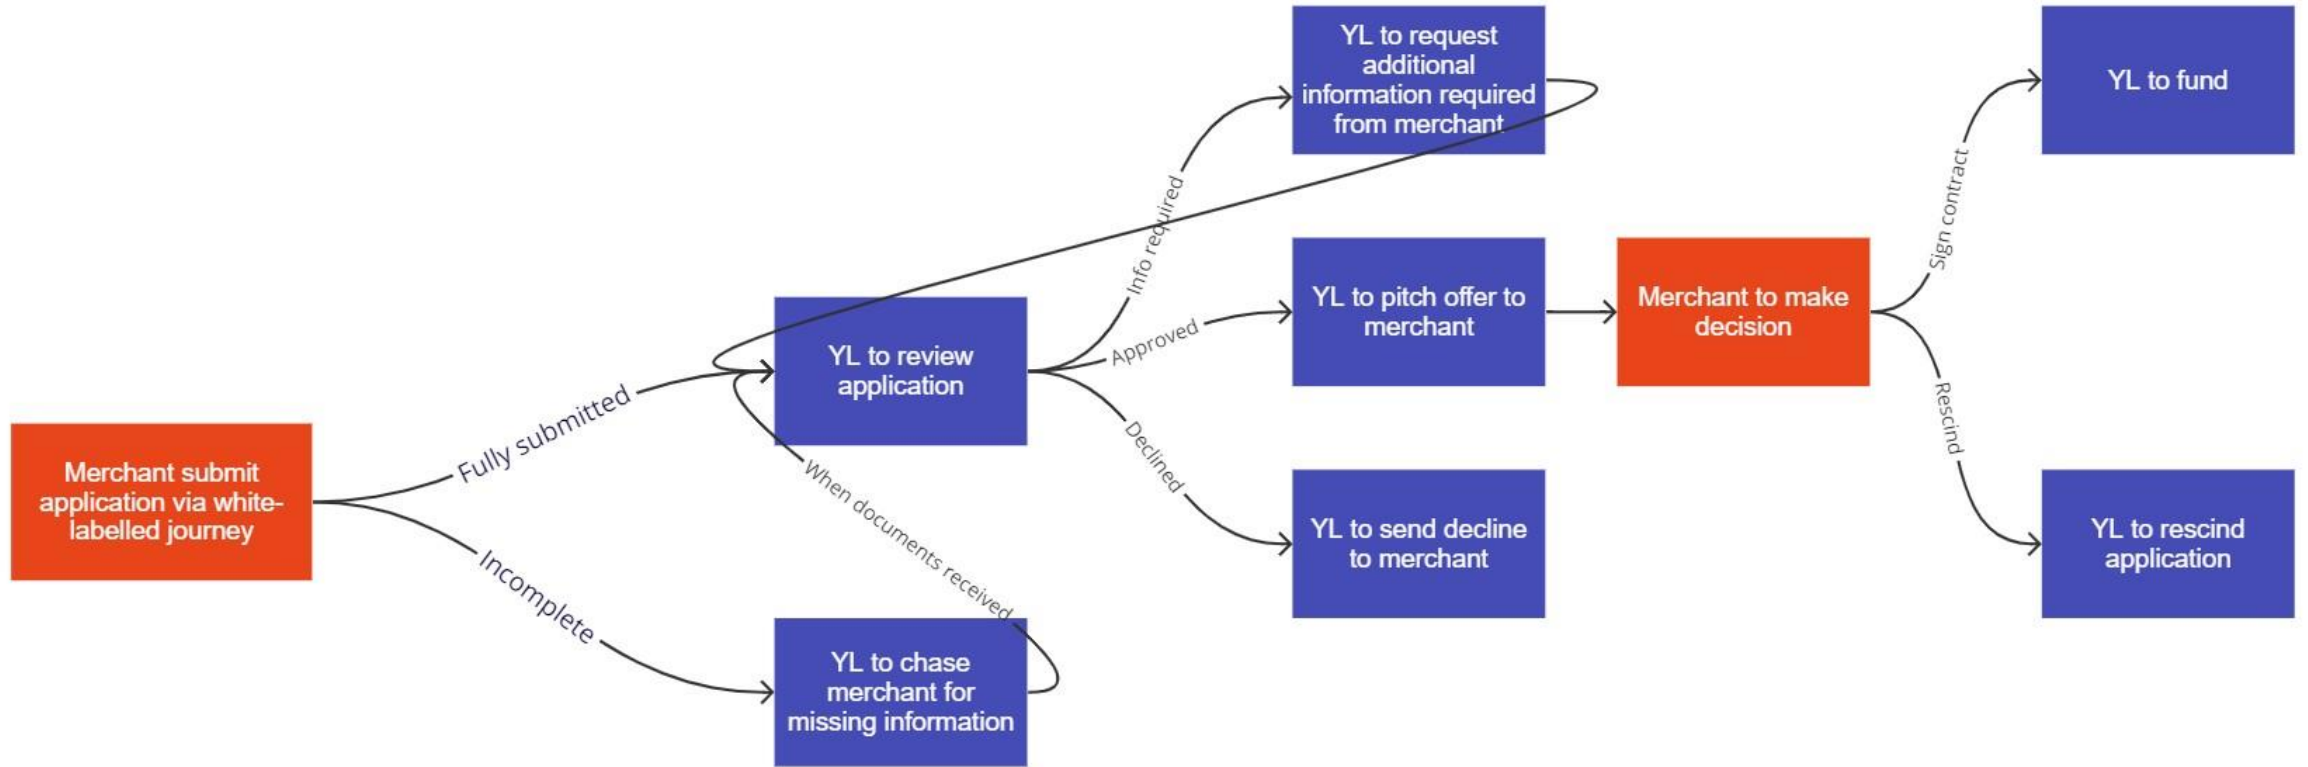 Merchant submit
application via white-
labelled journey
Fully submitted
Incomplete
YL to review
application
When documents received
YL to chase
merchant for
missing information
Info required
Approved
Declined
YL to request
additional
information required
from merchant
YL to pitch offer to
merchant
YL to send decline
to merchant
Merchant to make
decision
Sign contract
Rescind
YL to fund
YL to rescind
application